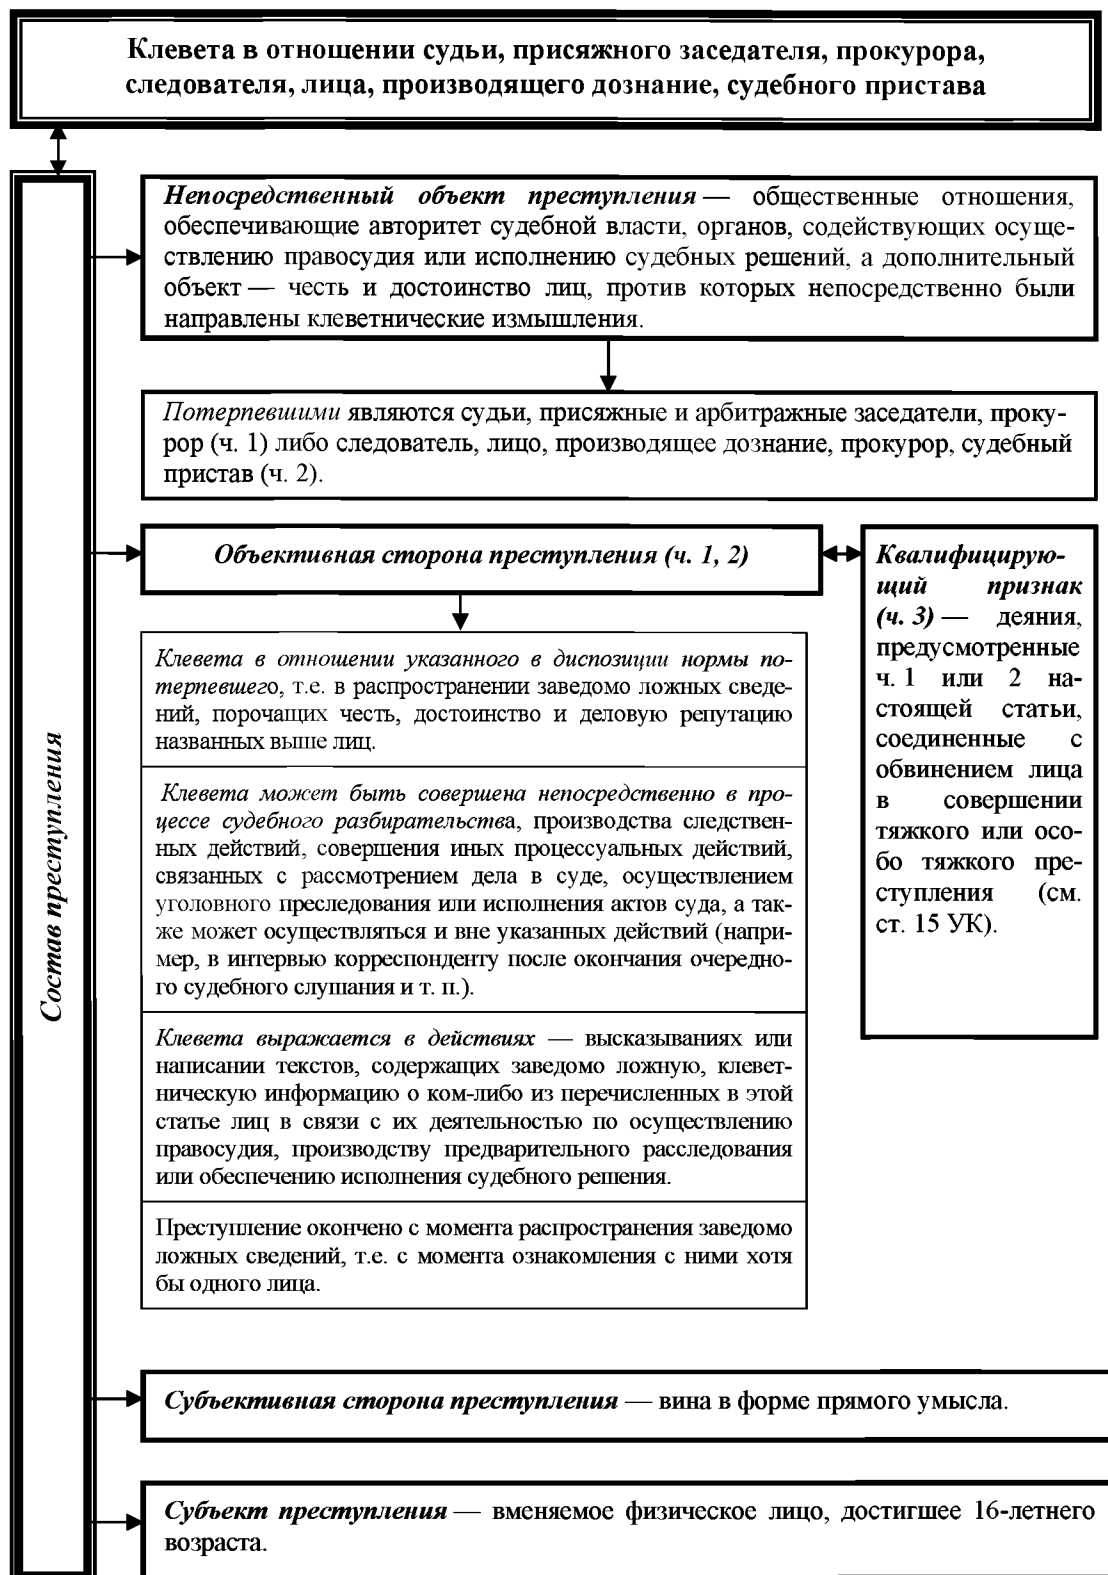 Клевета в отношении судьи, присяжного заседателя, прокурора,
следователя, лица, производящего дознание, судебного пристава
Состав преступления
Непосредственный объект преступления — общественные отношения,
обеспечивающие авторитет судебной власти, органов, содействующих осуще-
ствлению правосудия или исполнению судебных решений, а дополнительный
объект — честь и достоинство лиц, против которых непосредственно были
направлены клеветнические измышления.
Потерпевшими являются судьи, присяжные и арбитражные заседатели, проку-
рор (ч. 1) либо следователь, лицо, производящее дознание, прокурор, судебный
пристав (ч. 2).
Объективная сторона преступления (ч. 1, 2)
Клевета в отношении указанного в диспозиции нормы по-
терпевшего, т.е. в распространении заведомо ложных сведе-
ний, порочащих честь, достоинство и деловую репутацию
названных выше лиц.
Клевета может быть совершена непосредственно в про-
цессе судебного разбирательства, производства следствен-
ных действий, совершения иных процессуальных действий,
связанных с рассмотрением дела в суде, осуществлением
уголовного преследования или исполнения актов суда, а так-
же может осуществляться и вне указанных действий (напри-
мер, в интервью корреспонденту после окончания очередно-
го судебного слушания и т. п.).
Клевета выражается в действиях — высказываниях или
написании текстов, содержащих заведомо ложную, клевет-
ническую информацию о ком-либо из перечисленных в этой
статье лиц в связи с их деятельностью по осуществлению
правосудия, производству предварительного расследования
или обеспечению исполнения судебного решения.
Преступление окончено с момента распространения заведомо
ложных сведений, т.е. с момента ознакомления с ними хотя
бы одного лица.
Квалифицирую-
щий признак
(ч. 3) — деяния,
предусмотренные
ч. 1 или 2 на-
стоящей статьи,
соединенные с
обвинением лица
в совершении
тяжкого или осо-
бо тяжкого пре-
ступления (см.
ст. 15 УК).
Субъективная сторона преступления — вина в форме прямого умысла.
Субъект преступления — вменяемое физическое лицо, достигшее 16-летнего
возраста.